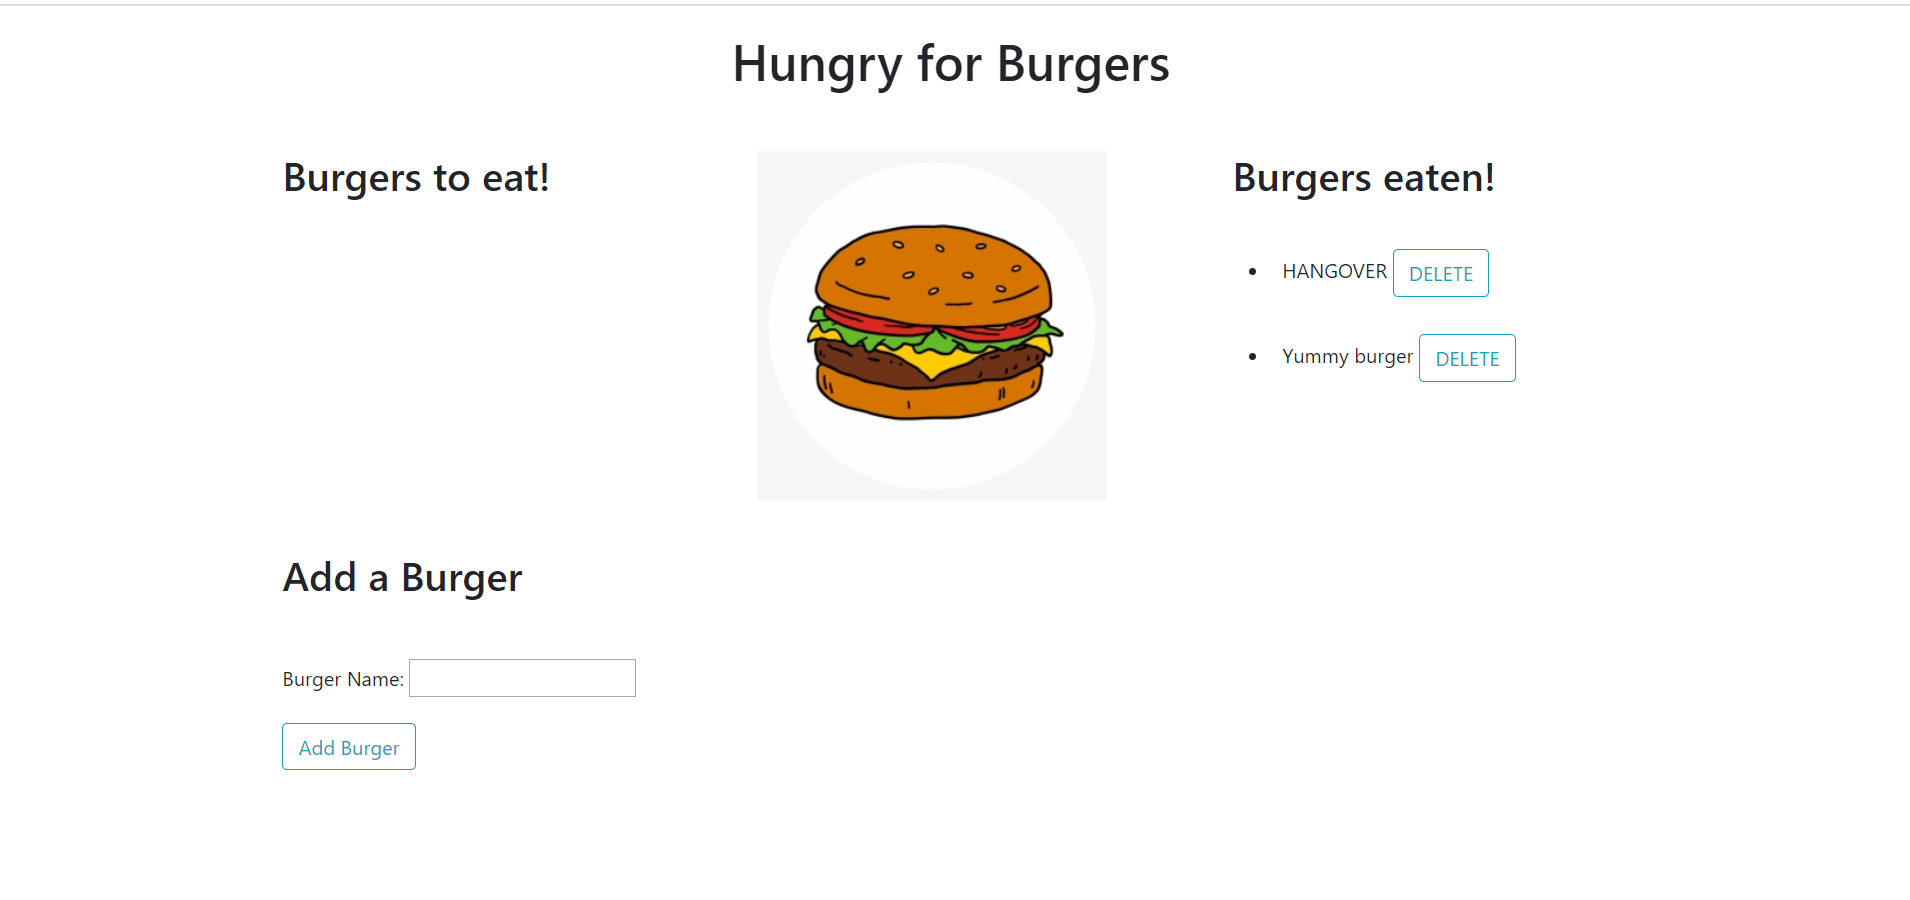 Hungry for Burgers
Burgers to eat!
Burgers eaten!
HANGOVER DELETE
Yummy burger DELETE
Add a Burger
Burger Name:
Add Burger